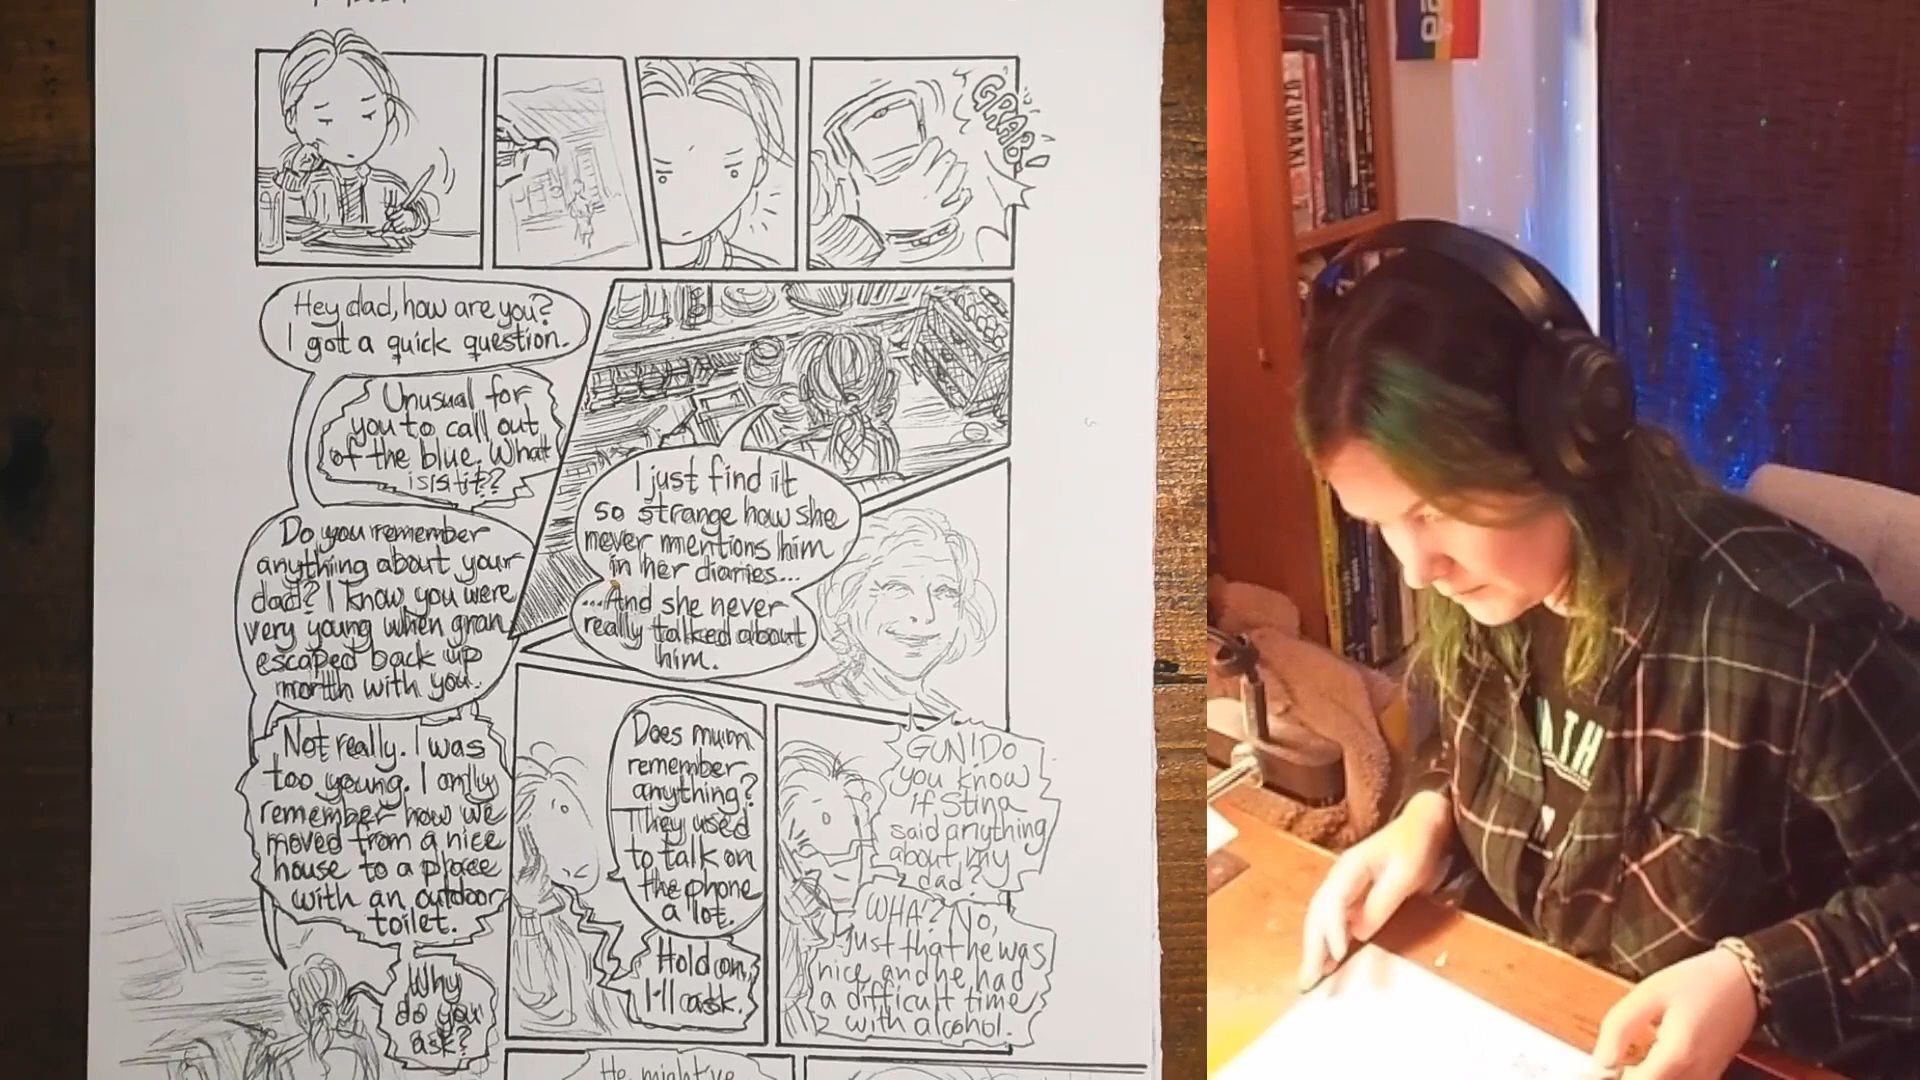 GRAB!
Hey dad, how are you?
I got a quick question.
Unusual for
you to call out
of the blue. What
is it?
Do you remember
anything about your
dad? I know you were
very young when gran
escaped back up
north with you.
Not really. I was
too young. I only
remember how we
moved from a nice
house to a place
with an outdoor
toilet.
Why
do you
ask?
I just find it
so strange how she
never mentions him
in her diaries...
...And she never
really talked about
him.
Does mum
remember
anything?
They used
to talk on
the phone
a lot.
Hold on,
I'll ask.
GUN! Do
you know
if Stina
said anything
about my
dad?
WHA? No,
just that he was
nice, and he had
a difficult time
with alcohol.
He might've
UZUMAKI